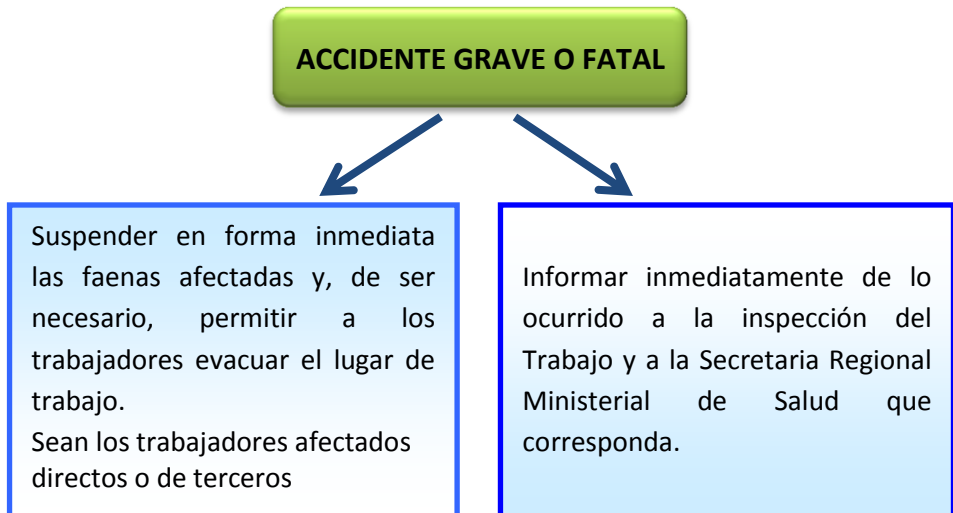 ACCIDENTE GRAVE O FATAL
Suspender en forma inmediata
las faenas afectadas y, de ser
necesario, permitir a los
trabajadores evacuar el lugar de
trabajo.
Sean los trabajadores afectados
directos o de terceros
Informar inmediatamente de lo
ocurrido a la inspección del
Trabajo y a la Secretaria Regional
Ministerial de Salud que
corresponda.